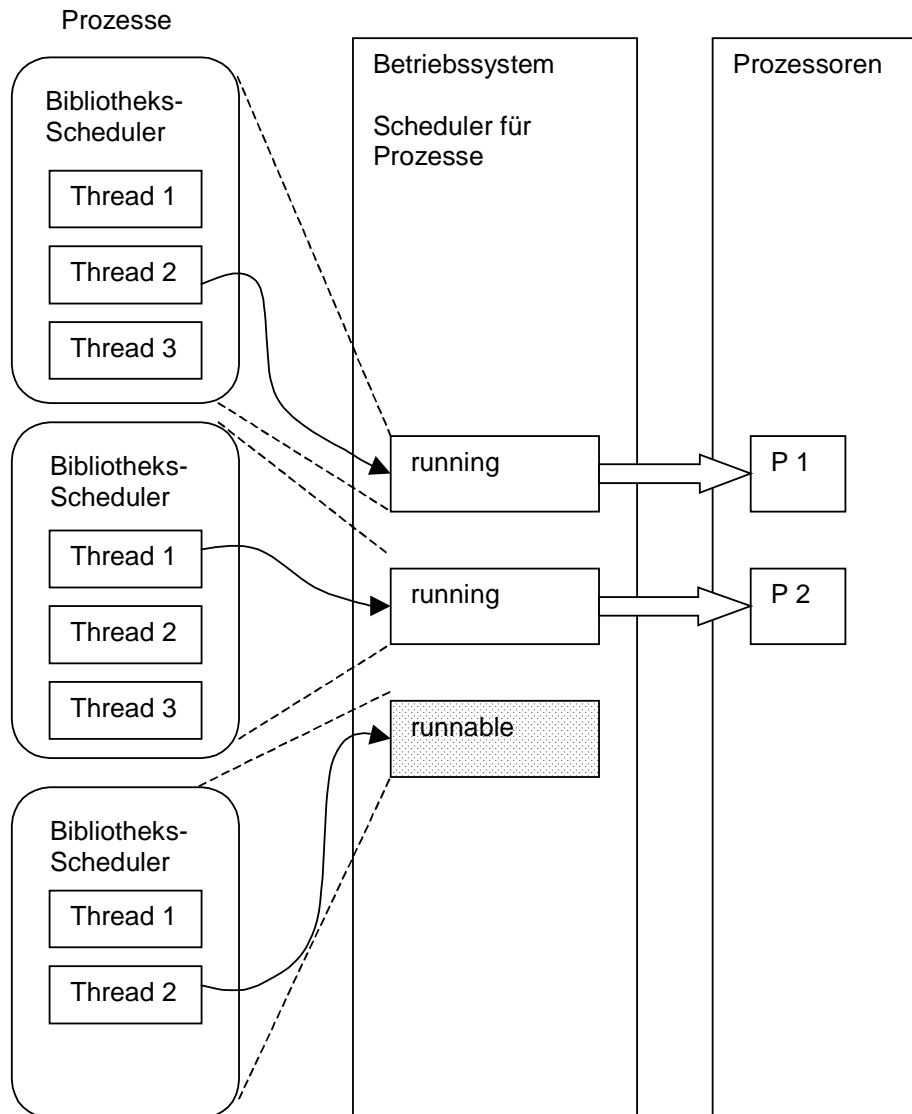 Prozesse
Bibliotheks-
Scheduler
Thread 1
Thread 2
Thread 3
Bibliotheks-
Scheduler
Thread 1
Thread 2
Thread 3
Bibliotheks-
Scheduler
Thread 1
Thread 2
Betriebssystem
Scheduler für
Prozesse
running
running
runnable
Prozessoren
P 1
P 2